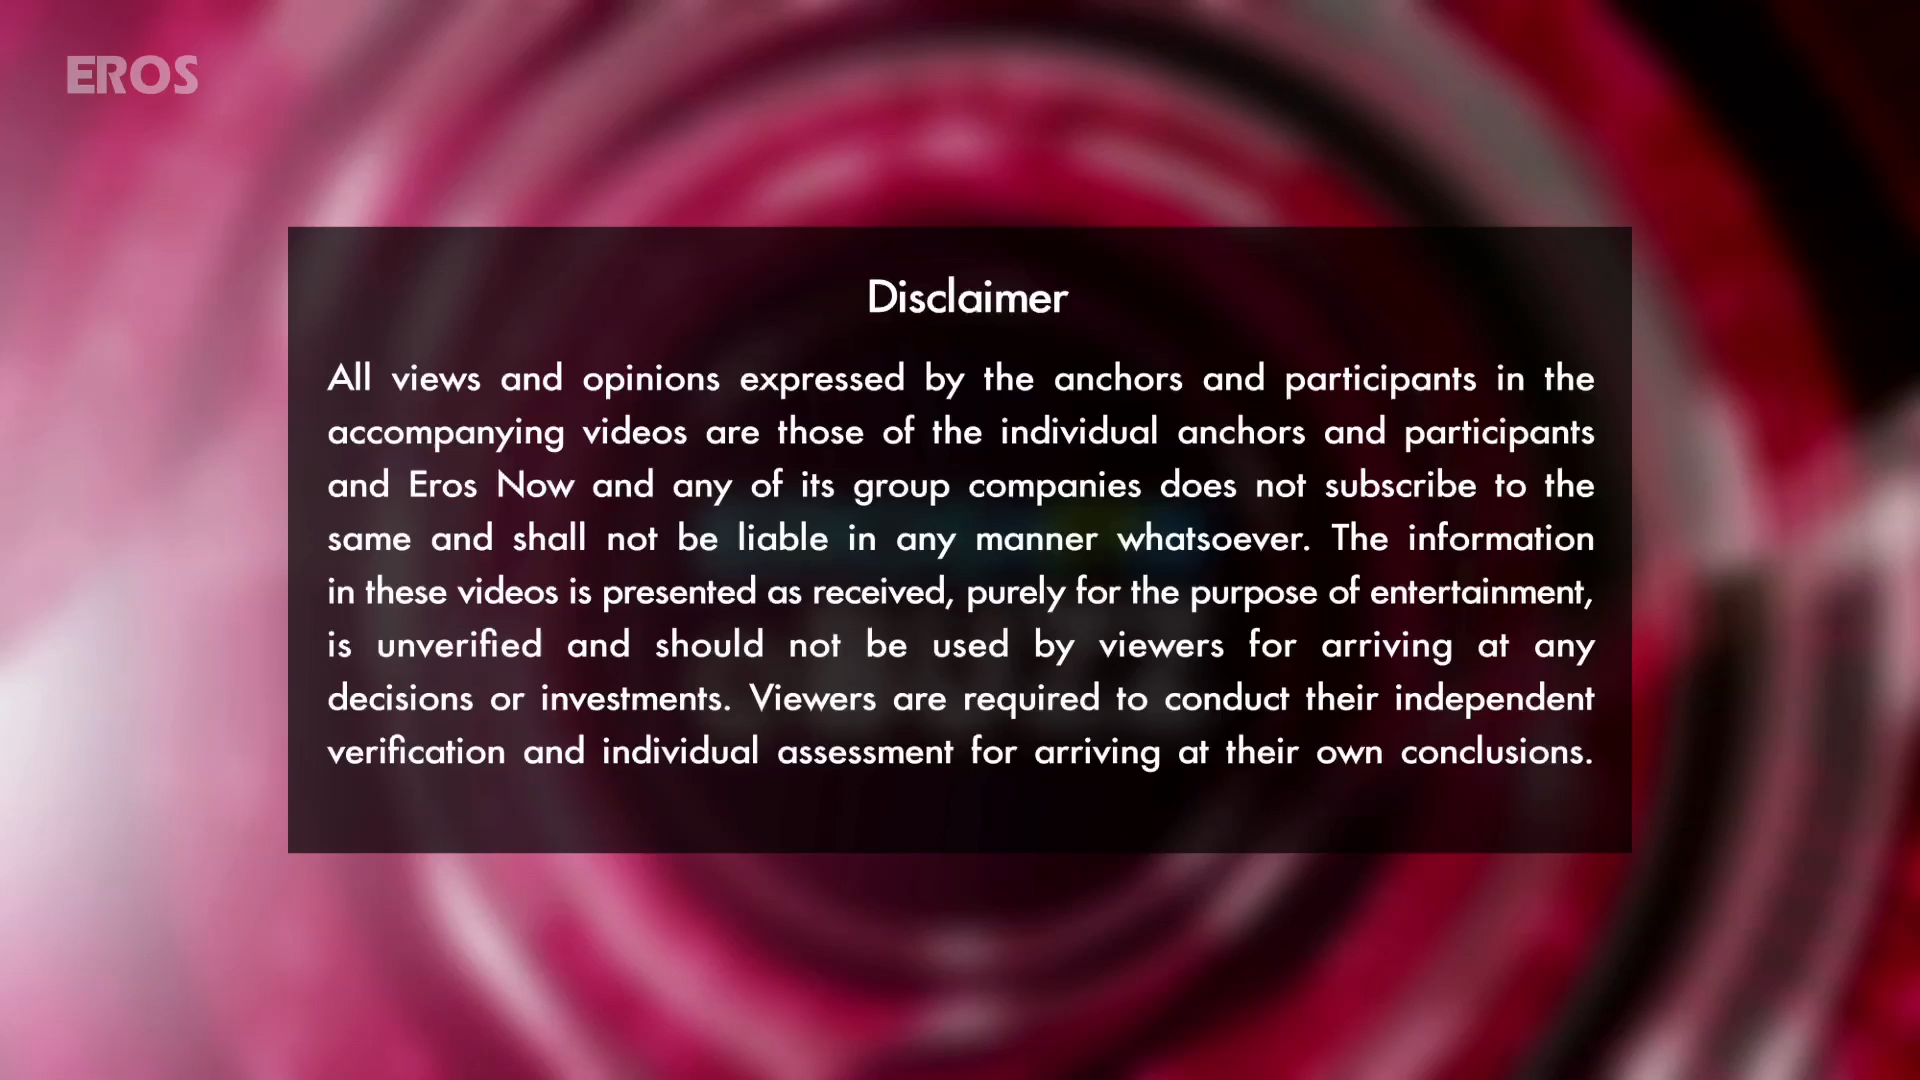 EROS
Disclaimer
All views and opinions expressed by the anchors and participants in the
accompanying videos are those of the individual anchors and participants
and Eros Now and any of its group companies does not subscribe to the
same and shall not be liable in any manner whatsoever. The information
in these videos is presented as received, purely for the purpose of entertainment,
is unverified and should not be used by viewers for arriving at any
decisions or investments. Viewers are required to conduct their independent
verification and individual assessment for arriving at their own conclusions.